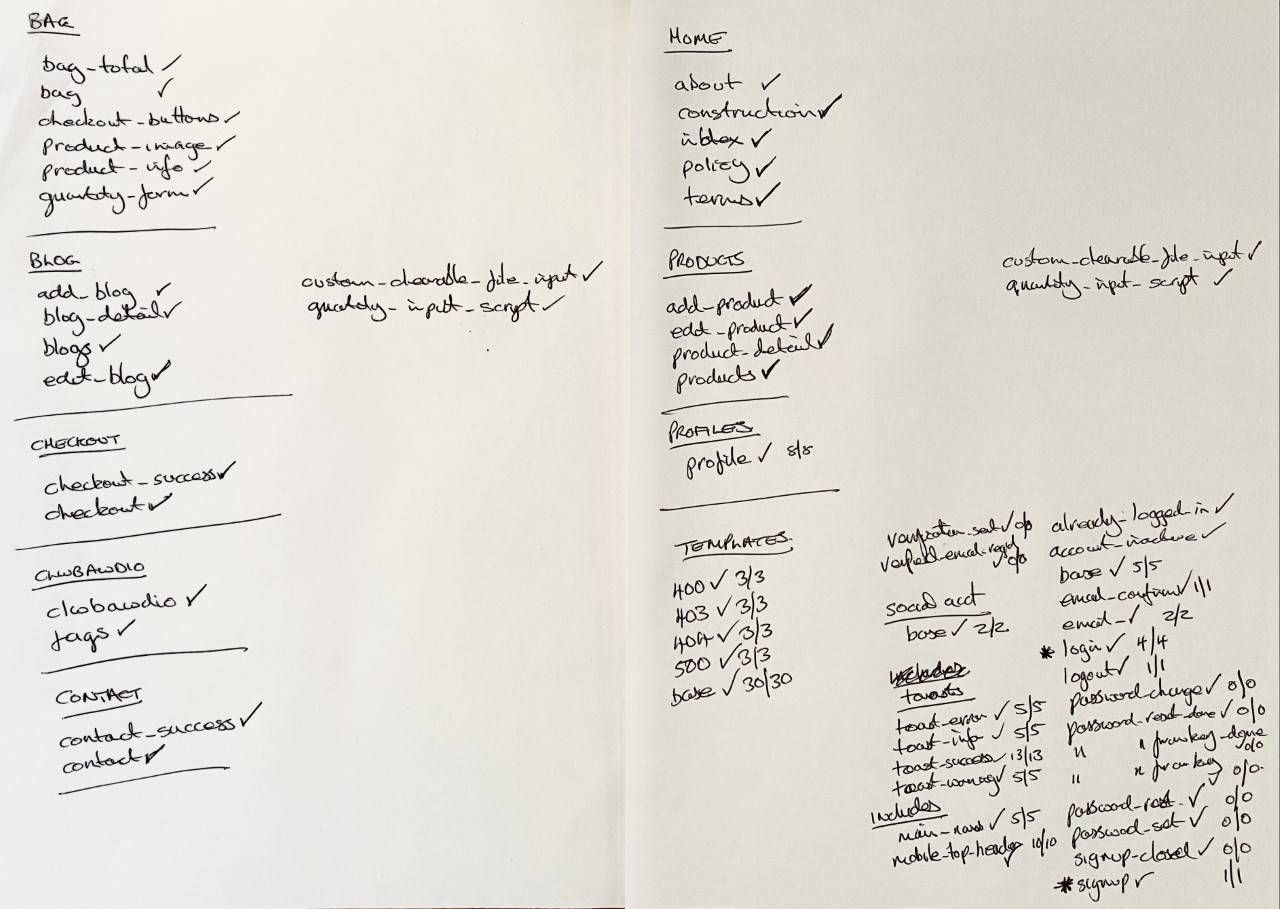 BAG
bag-total ✓
bag ✓
checkout-buttons ✓
product-image ✓
product-info ✓
quantity-form ✓
BLOG
add_blog ✓
blog-detail ✓
blogs ✓
edit-blog ✓
custom-clearable-file-input ✓
quantity-input-script ✓
CHECKOUT
checkout-success ✓
checkout ✓
CLWBAWDIO
clwbawdio ✓
tags ✓
CONTACT
contact-success ✓
contact ✓
HOME
about ✓
construction ✓
index ✓
policy ✓
terms ✓
PRODUCTS
add-product ✓
edit-product ✓
product-detail ✓
products ✓
custom-clearable-file-input ✓
quantity-input-script ✓
PROFILES
profile ✓ 8/8
TEMPLATES
400 ✓ 3/3
403 ✓ 3/3
404 ✓ 3/3
500 ✓ 3/3
base ✓ 30/30
verification-sent ✓ 0/0
verified-email-reqd ✓ 0/0
social acct
base ✓ 2/2
toasts
toast-error ✓ 5/5
toast-info ✓ 5/5
toast-success ✓ 13/13
toast-warning ✓ 5/5
Includes
main-nav ✓ 5/5
mobile-top-header ✓ 10/10
already-logged-in ✓
account-inactive ✓
base ✓ 5/5
email-confirm ✓ 1/1
email ✓ 2/2
* login ✓ 4/4
logout ✓ 1/1
password-change ✓ 0/0
password-reset-done ✓ 0/0
" " from key-done 0/0
" " from key ✓ 0/0
password-reset ✓ 0/0
password-set ✓ 0/0
signup-closed ✓ 0/0
* signup ✓ 1/1